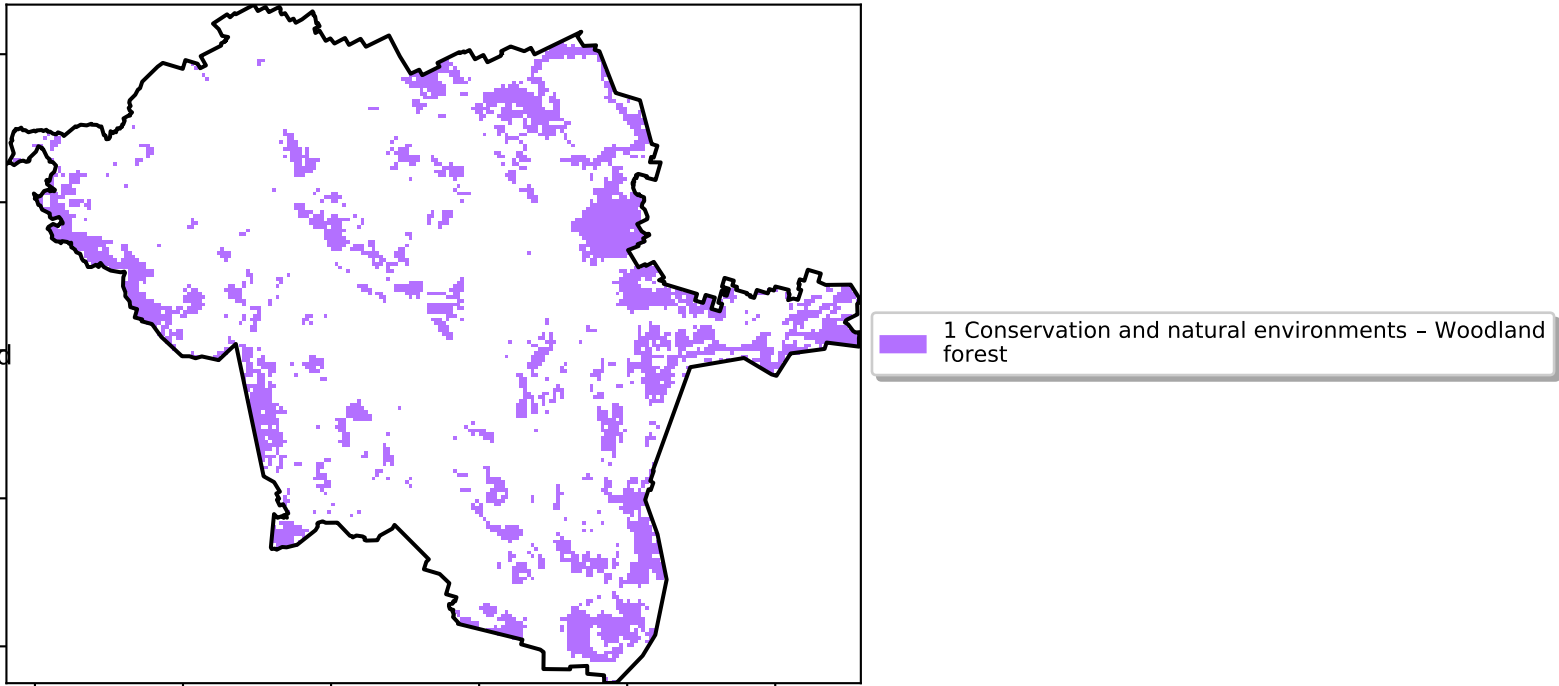 1 Conservation and natural environments – Woodland
forest